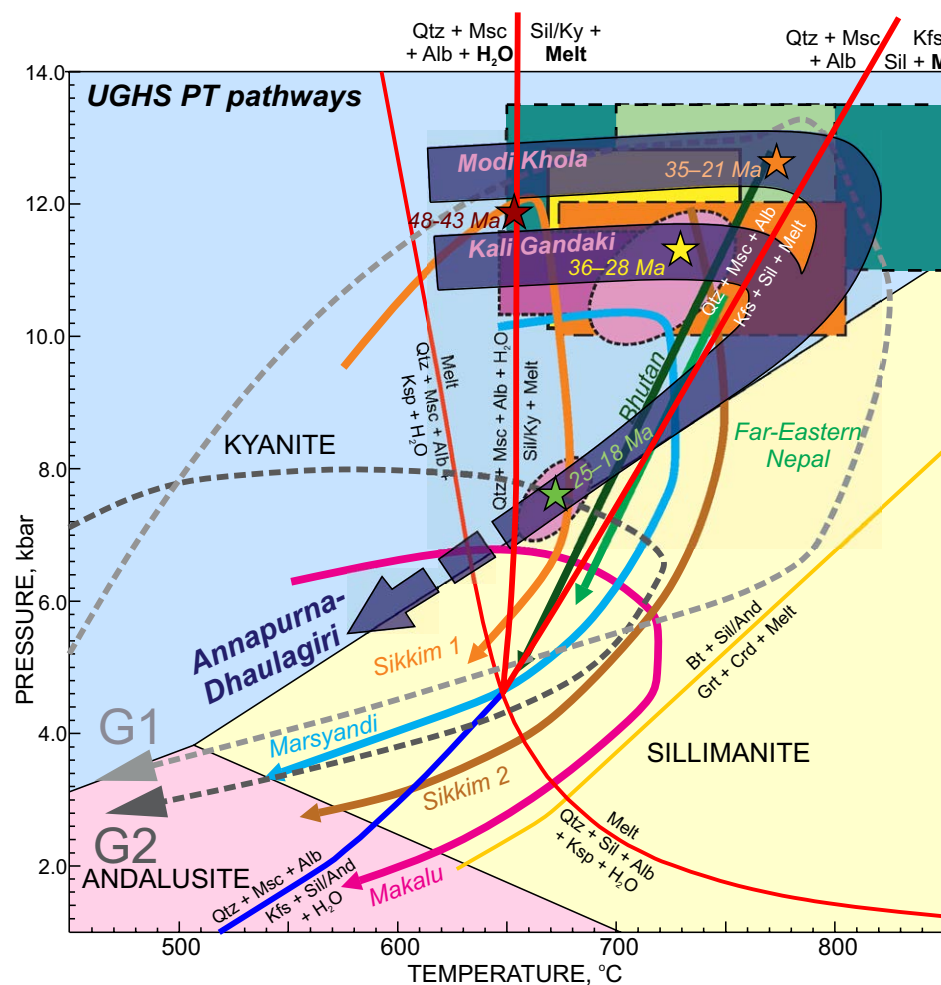 Qtz + Msc
+ Alb + H₂O
Sil/Ky +
Melt
Qtz + Msc
+ Alb
Kfs
Sil + M
14.0
12.0
10.0
8.0
6.0
4.0
2.0
PRESSURE, kbar
UGHS PT pathways
Modi Khola
35–21 Ma
48-43 Ma
Kali Gandaki
36–28 Ma
Qtz + Msc + Alb
Kfs + Sil + Melt
Melt
Qtz + Msc + Alb +
Ksp + H₂O
Qtz + Msc + Alb + H₂O
Sil/Ky + Melt
Bhutan
25–18 Ma
Far-Eastern
Nepal
KYANITE
Annapurna-
Dhaulagiri
Sikkim 1
Bt + Sil/And
Grt + Crd + Melt
G1
Marsyandi
SILLIMANITE
Sikkim 2
G2
Melt
Qtz + Sil + Alb
+ Ksp + H₂O
ANDALUSITE
Qtz + Msc + Alb
Kfs + Sil/And
+ H₂O
Makalu
500
600
700
800
TEMPERATURE, °C